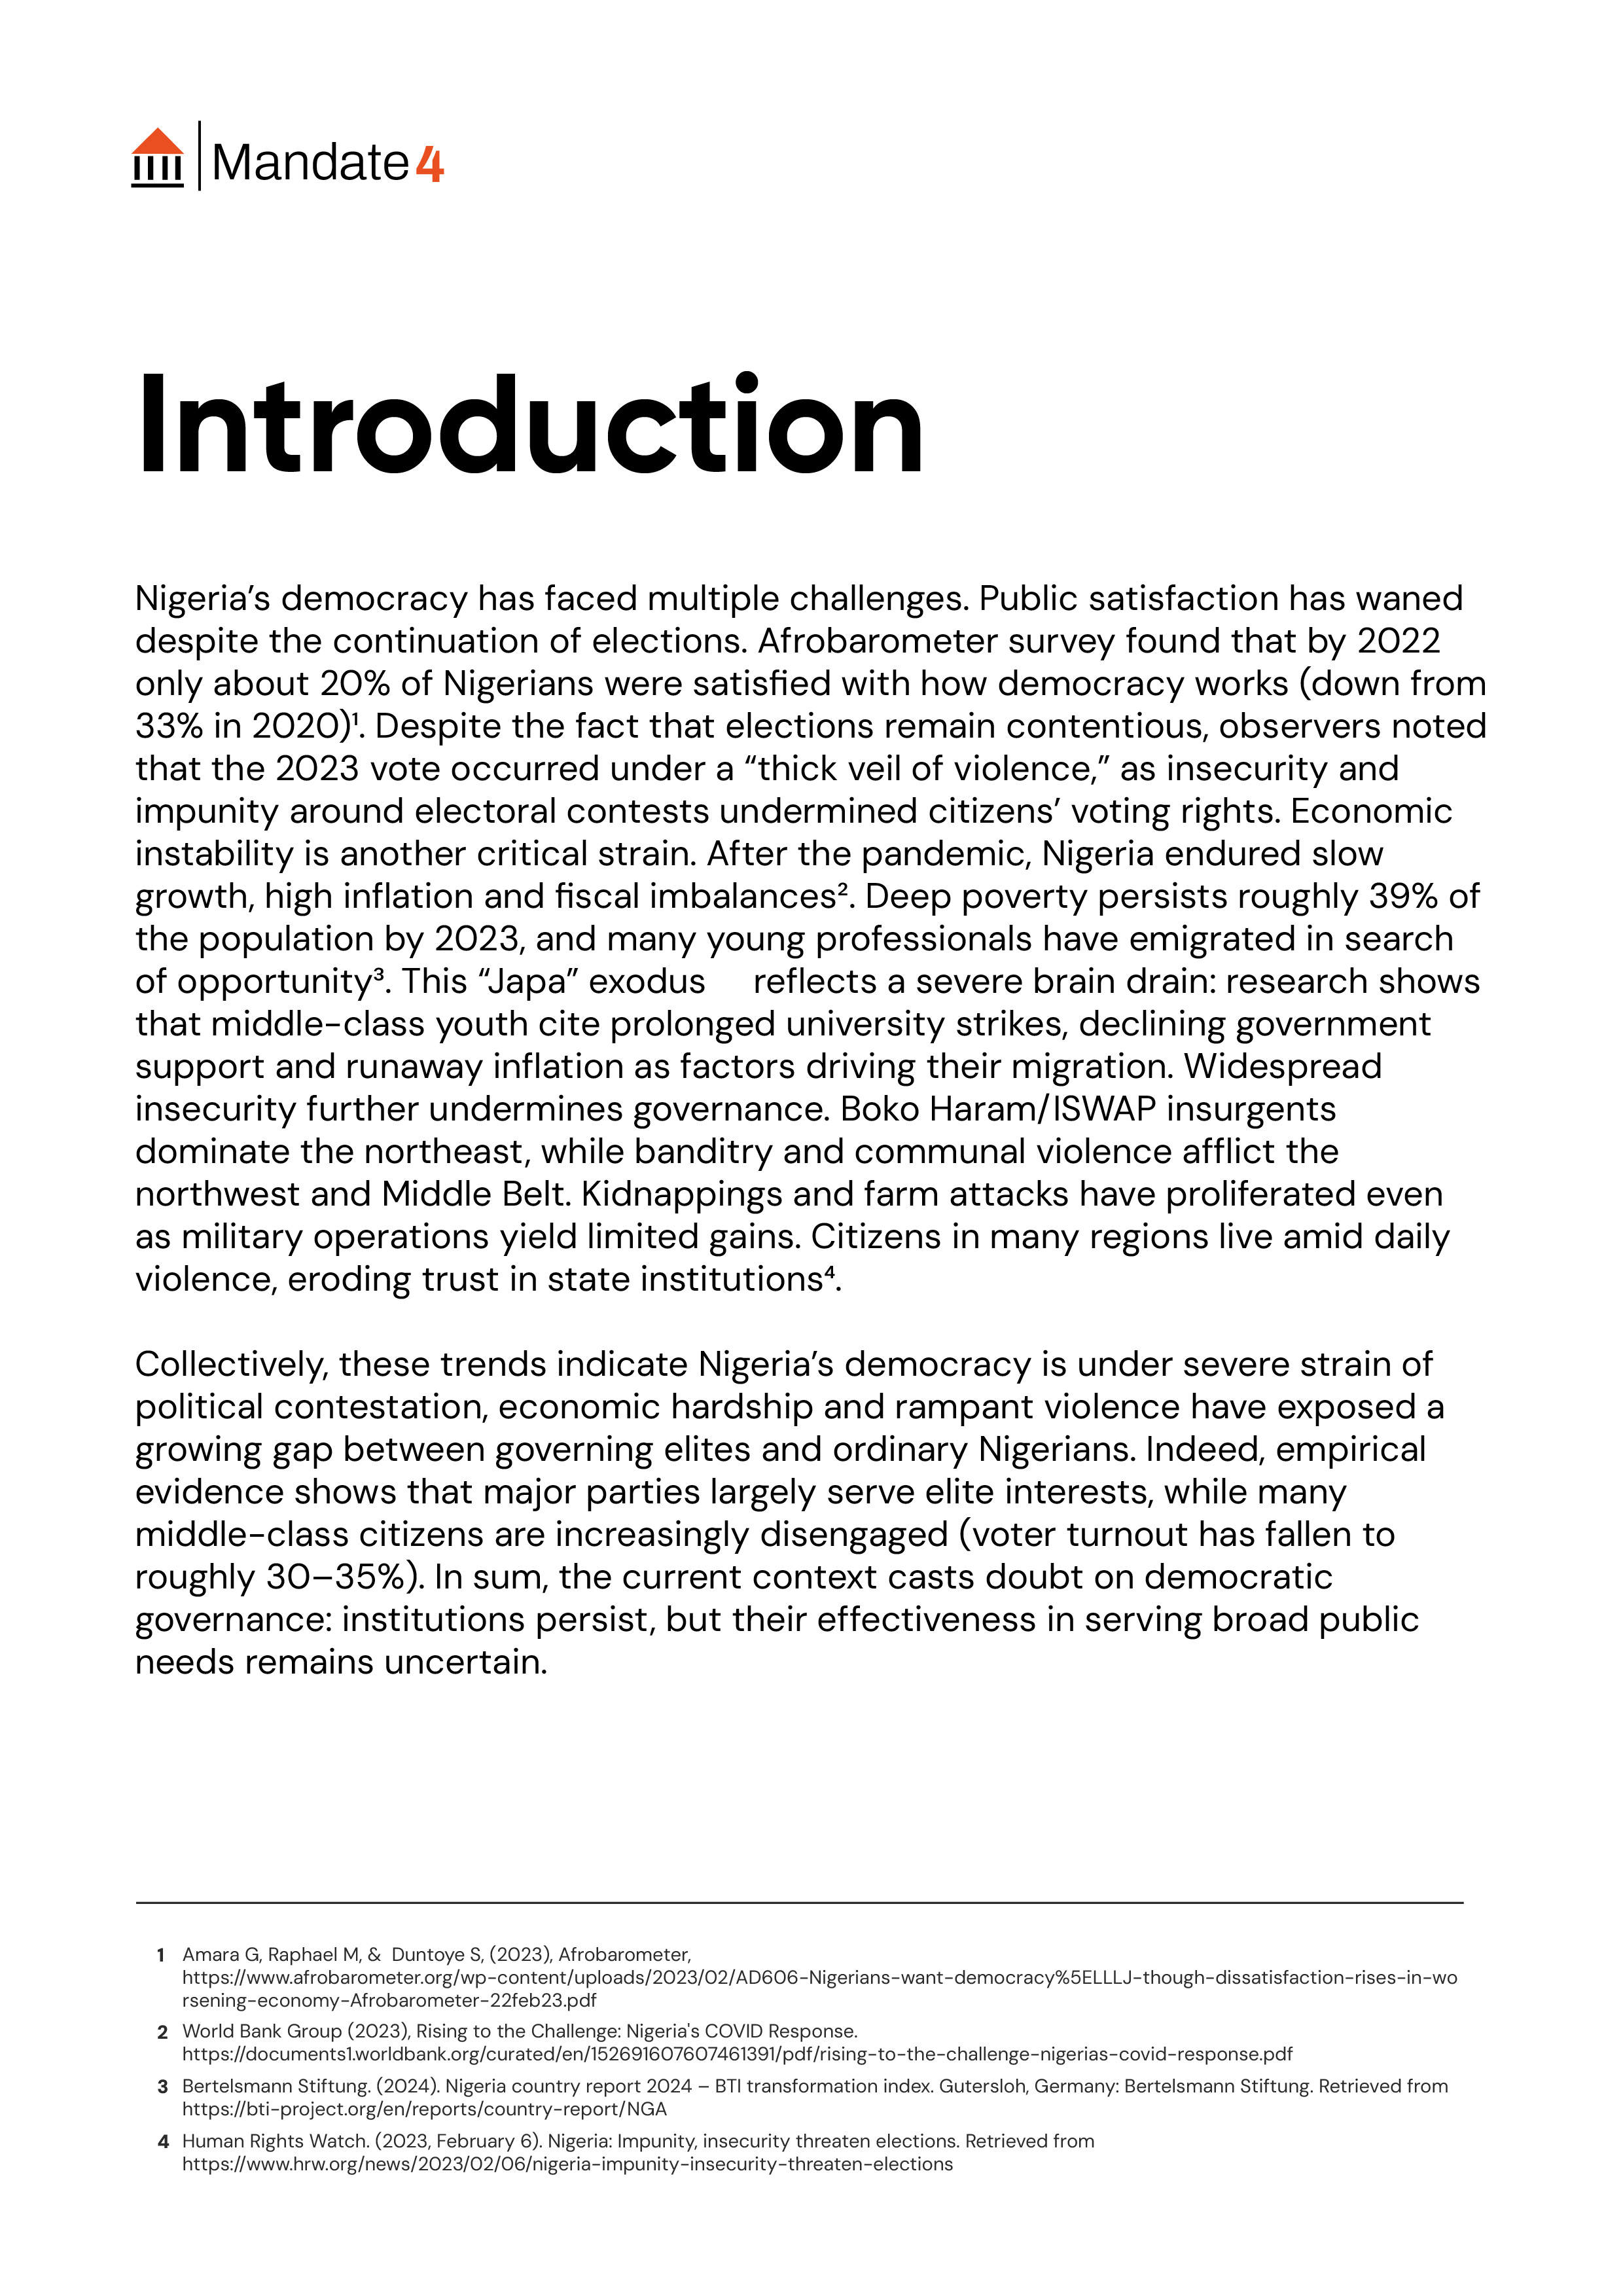 Mandate4
Introduction
Nigeria’s democracy has faced multiple challenges. Public satisfaction has waned
despite the continuation of elections. Afrobarometer survey found that by 2022
only about 20% of Nigerians were satisfied with how democracy works (down from
33% in 2020)¹. Despite the fact that elections remain contentious, observers noted
that the 2023 vote occurred under a “thick veil of violence,” as insecurity and
impunity around electoral contests undermined citizens’ voting rights. Economic
instability is another critical strain. After the pandemic, Nigeria endured slow
growth, high inflation and fiscal imbalances². Deep poverty persists roughly 39% of
the population by 2023, and many young professionals have emigrated in search
of opportunity³. This “Japa” exodus reflects a severe brain drain: research shows
that middle-class youth cite prolonged university strikes, declining government
support and runaway inflation as factors driving their migration. Widespread
insecurity further undermines governance. Boko Haram/ISWAP insurgents
dominate the northeast, while banditry and communal violence afflict the
northwest and Middle Belt. Kidnappings and farm attacks have proliferated even
as military operations yield limited gains. Citizens in many regions live amid daily
violence, eroding trust in state institutions⁴.
Collectively, these trends indicate Nigeria’s democracy is under severe strain of
political contestation, economic hardship and rampant violence have exposed a
growing gap between governing elites and ordinary Nigerians. Indeed, empirical
evidence shows that major parties largely serve elite interests, while many
middle-class citizens are increasingly disengaged (voter turnout has fallen to
roughly 30–35%). In sum, the current context casts doubt on democratic
governance: institutions persist, but their effectiveness in serving broad public
needs remains uncertain.
1 Amara G, Raphael M, & Duntoye S, (2023), Afrobarometer,
https://www.afrobarometer.org/wp-content/uploads/2023/02/AD606-Nigerians-want-democracy%5ELLLJ-though-dissatisfaction-rises-in-wo
rsening-economy-Afrobarometer-22feb23.pdf
2 World Bank Group (2023), Rising to the Challenge: Nigeria's COVID Response.
https://documents1.worldbank.org/curated/en/152691607607461391/pdf/rising-to-the-challenge-nigerias-covid-response.pdf
3 Bertelsmann Stiftung. (2024). Nigeria country report 2024 – BTI transformation index. Gutersloh, Germany: Bertelsmann Stiftung. Retrieved from
https://bti-project.org/en/reports/country-report/NGA
4 Human Rights Watch. (2023, February 6). Nigeria: Impunity, insecurity threaten elections. Retrieved from
https://www.hrw.org/news/2023/02/06/nigeria-impunity-insecurity-threaten-elections